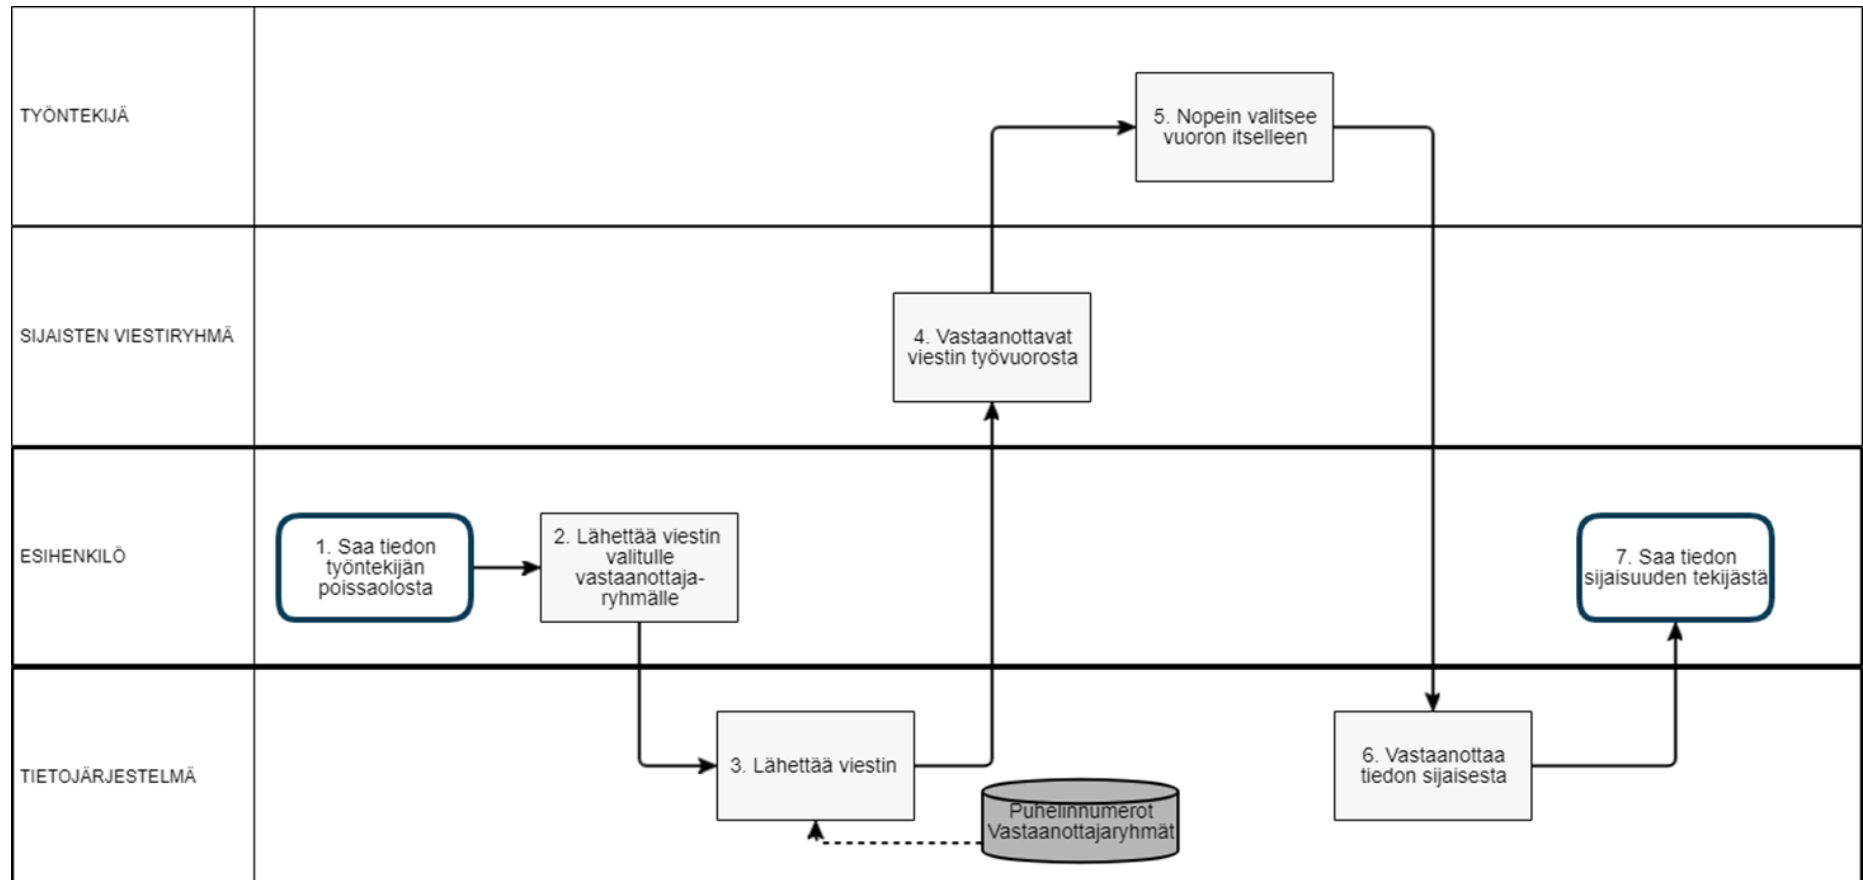 TYÖNTEKIJÄ
5. Nopein valitsee
vuoron itselleen
SIJAISTEN VIESTIRYHMÄ
4. Vastaanottavat
viestin työvuorosta
ESIHENKILÖ
1. Saa tiedon
työntekijän
poissaolosta
2. Lähettää viestin
valitulle
vastaanottaja-
ryhmälle
7. Saa tiedon
sijaisuuden tekijästä
TIETOJÄRJESTELMÄ
3. Lähettää viestin
Puhelinnumerot
Vastaanottajaryhmät
6. Vastaanottaa
tiedon sijaisesta